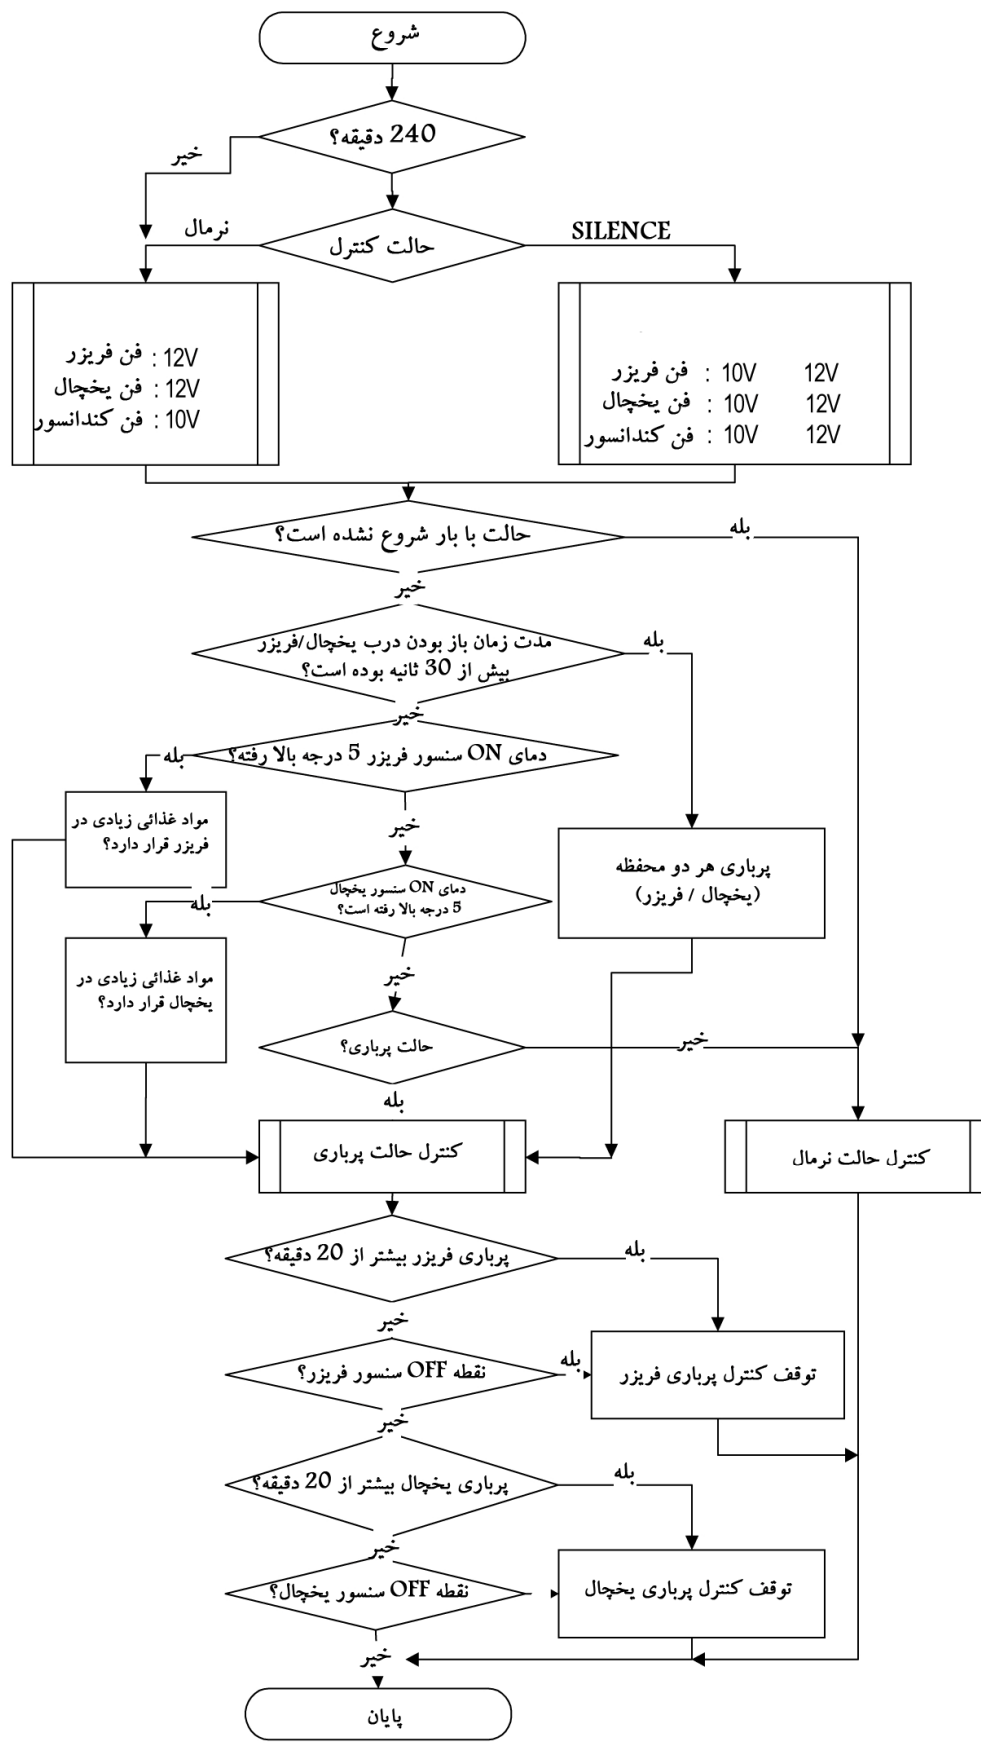 شروع
240 دقیقه؟
خیر
حالت کنترل
نرمال
SILENCE
فن فریزر : 12V
فن یخچال : 12V
فن کندانسور : 10V
فن فریزر : 10V 12V
فن یخچال : 10V 12V
فن کندانسور : 10V 12V
حالت با بار شروع نشده است؟
بله
خیر
مدت زمان باز بودن درب یخچال/فریزر
بیش از 30 ثانیه بوده است؟
بله
خیر
دمای ON سنسور فریزر 5 درجه بالا رفته؟
بله
مواد غذائی زیادی در
فریزر قرار دارد؟
خیر
پرباری هر دو محفظه
(یخچال / فریزر)
دمای ON سنسور یخچال
5 درجه بالا رفته است؟
بله
مواد غذائی زیادی در
یخچال قرار دارد؟
خیر
حالت پرباری؟
خیر
بله
کنترل حالت پرباری
کنترل حالت نرمال
پرباری فریزر بیشتر از 20 دقیقه؟
بله
خیر
نقطه OFF سنسور فریزر؟
بله
توقف کنترل پرباری فریزر
خیر
پرباری یخچال بیشتر از 20 دقیقه؟
بله
خیر
نقطه OFF سنسور یخچال؟
توقف کنترل پرباری یخچال
خیر
پایان